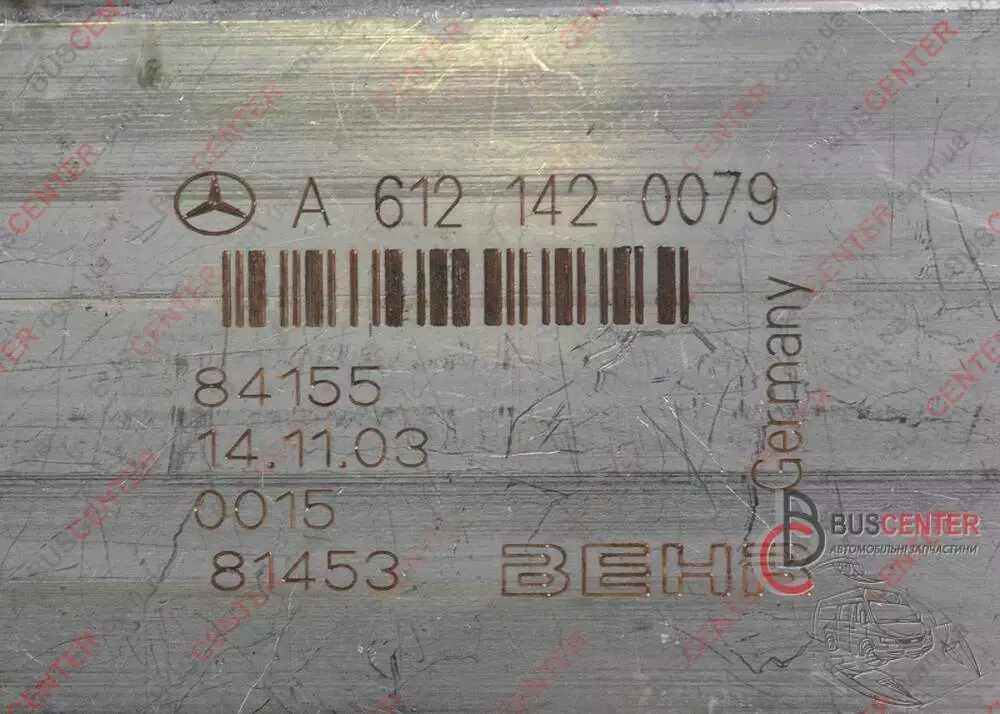 A 612 142 0079
84155
14.11.03
0015
81453
BEHR
Germany
BUSCENTER
АВТОМОБІЛЬНІ ЗАПЧАСТИНИ